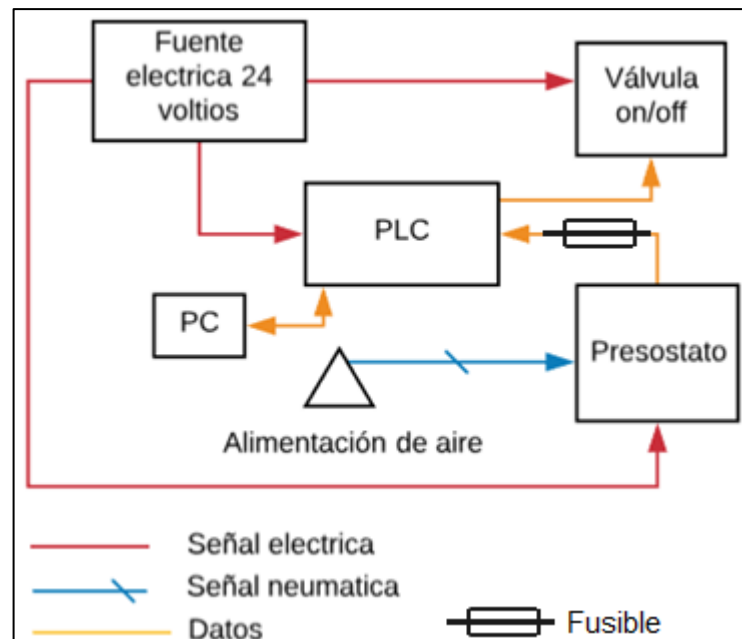 Fuente
electrica 24
voltios
Válvula
on/off
PLC
PC
Presostato
Alimentación de aire
Señal electrica
Señal neumatica
Datos
Fusible